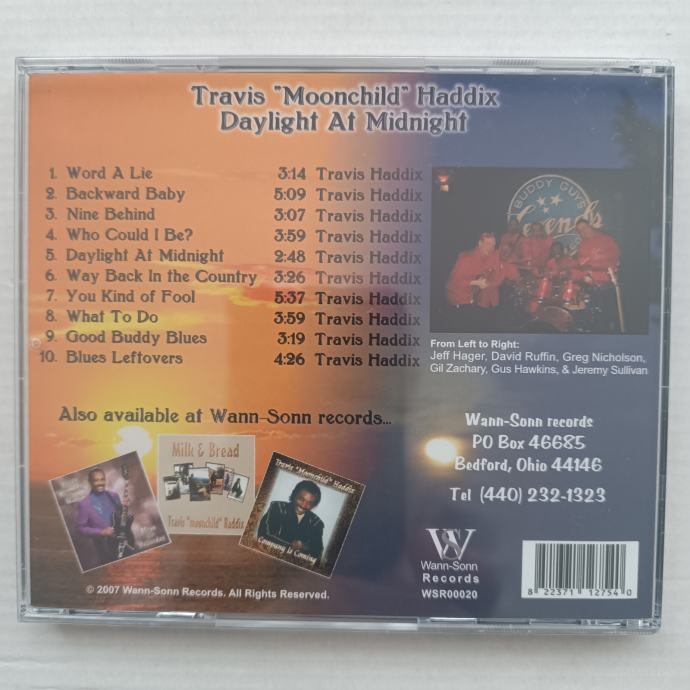 Travis "Moonchild" Haddix
Daylight At Midnight
1. Word A Lie 3:14 Travis Haddix
2. Backward Baby 5:09 Travis Haddix
3. Nine Behind 3:07 Travis Haddix
4. Who Could I Be? 3:59 Travis Haddix
5. Daylight At Midnight 2:48 Travis Haddix
6. Way Back In the Country 3:26 Travis Haddix
7. You Kind of Fool 5:37 Travis Haddix
8. What To Do 3:59 Travis Haddix
9. Good Buddy Blues 3:19 Travis Haddix
10. Blues Leftovers 4:26 Travis Haddix
BUDDY GUY'S
Legends
From Left to Right:
Jeff Hager, David Ruffin, Greg Nicholson,
Gil Zachary, Gus Hawkins, & Jeremy Sullivan
Also available at Wann-Sonn records...
Milk & Bread
Travis "moonchild" Haddix
Travis "Moonchild" Haddix
Company Is Coming
Wann-Sonn records
PO Box 46685
Bedford, Ohio 44146
Tel (440) 232-1323
WS
Wann-Sonn
Records
WSR00020
8 22371 12754 0
© 2007 Wann-Sonn Records. All Rights Reserved.